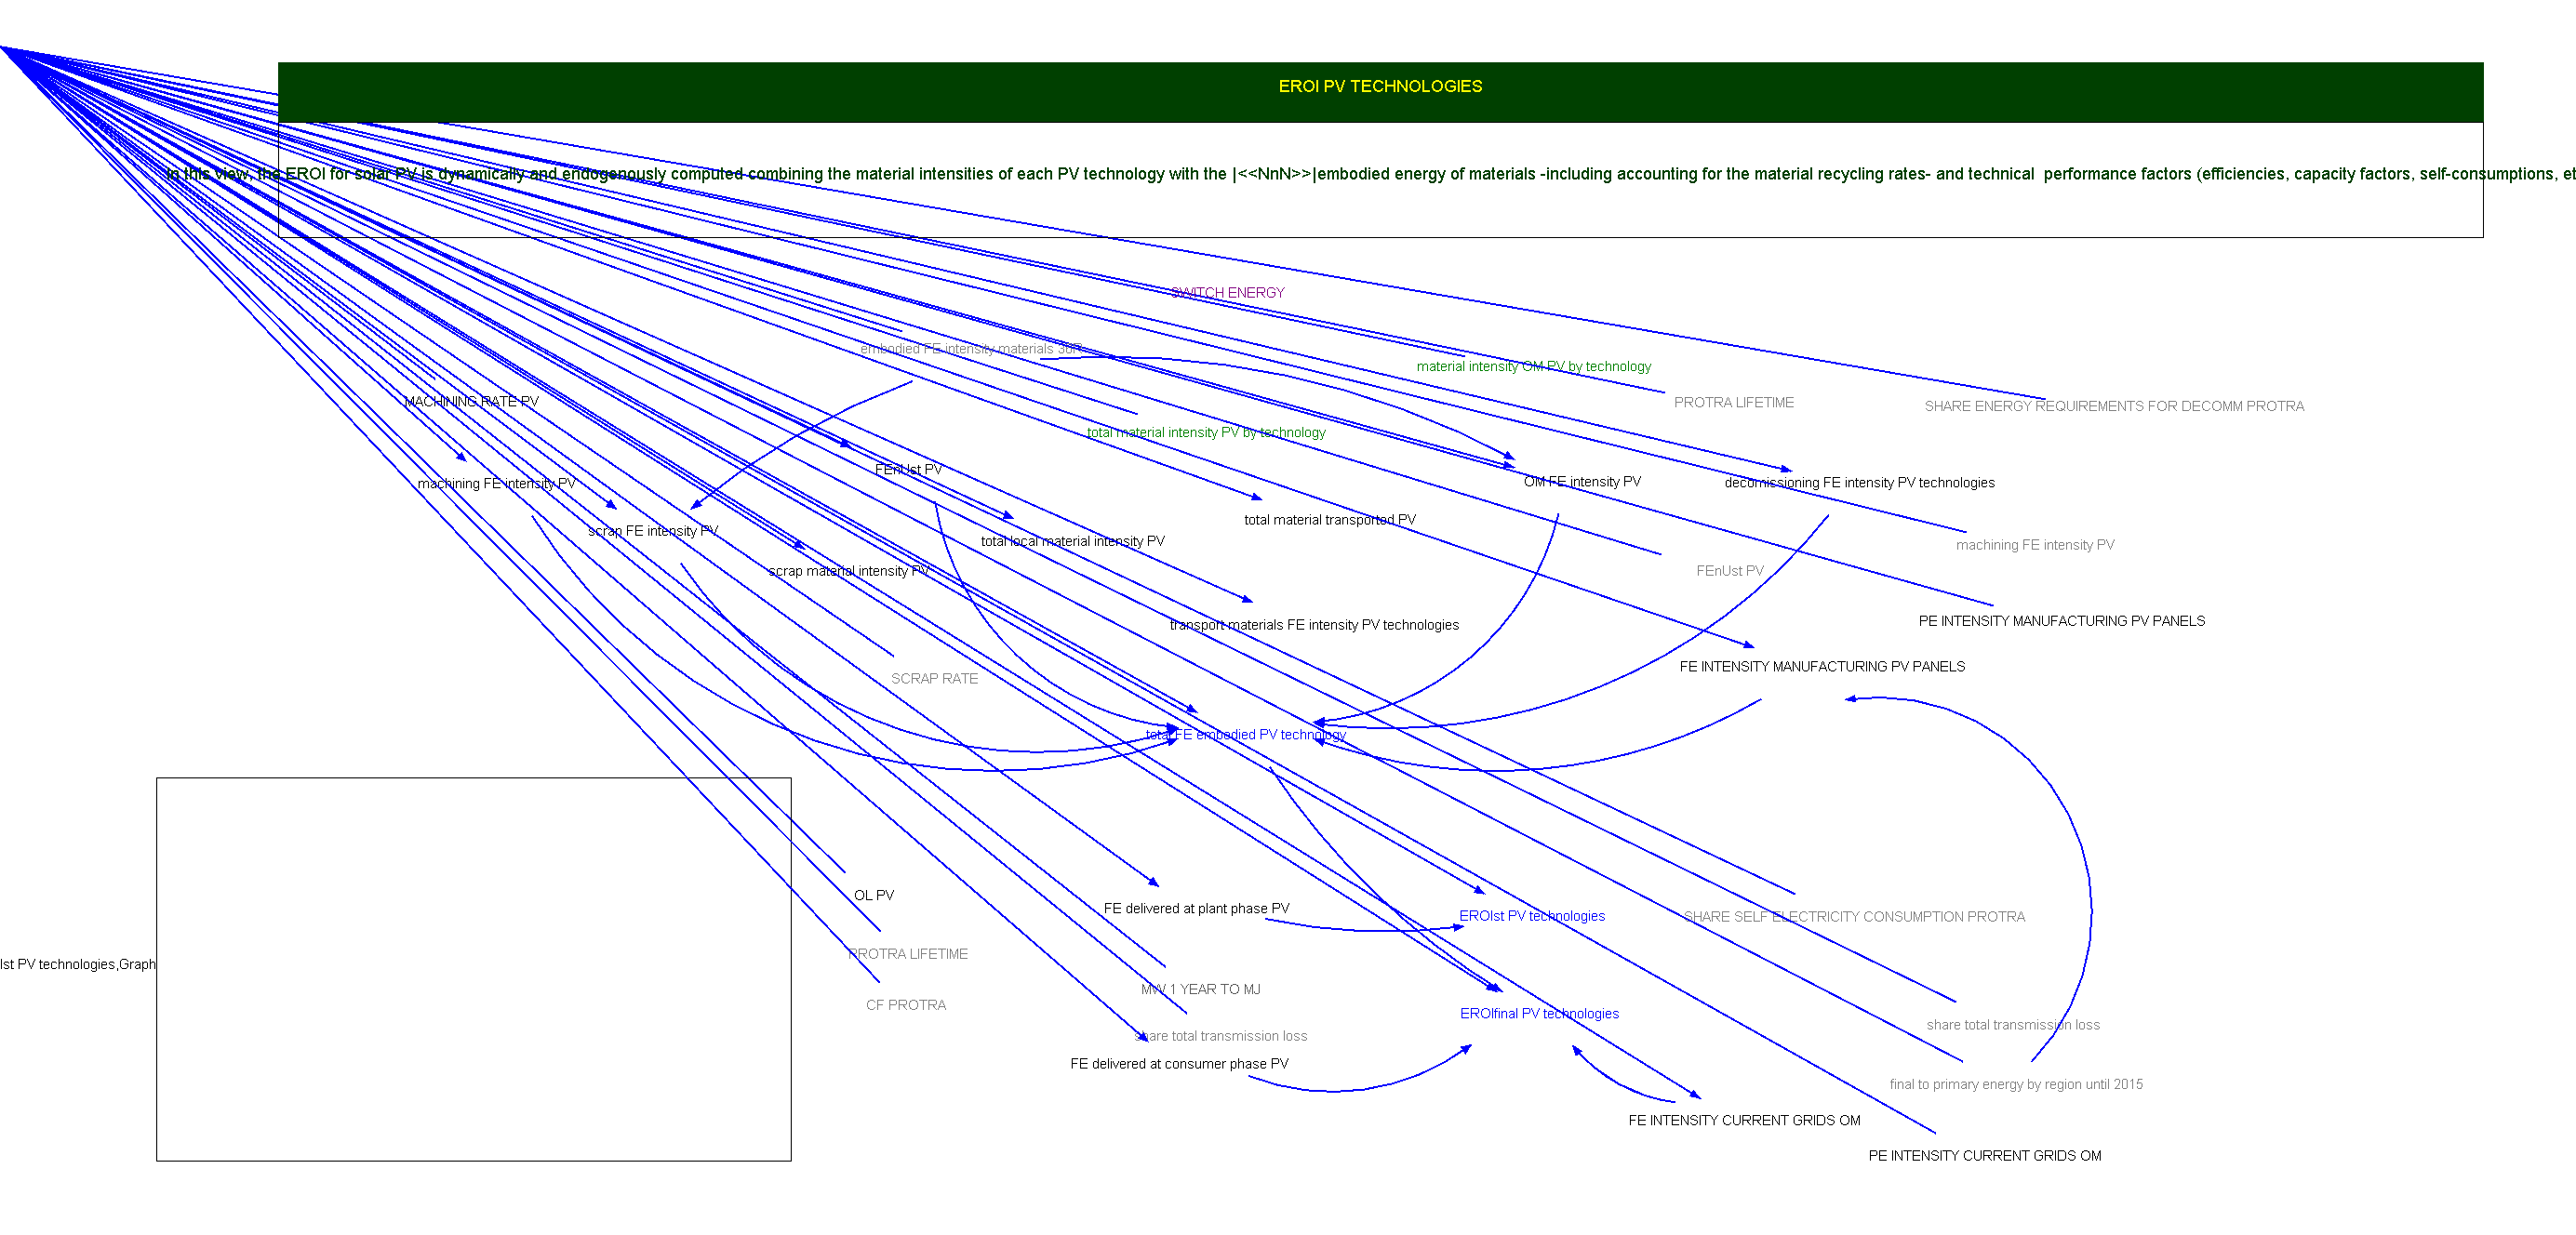 EROI PV TECHNOLOGIES
In this view, the EROI for solar PV is dynamically and endogenously computed combining the material intensities of each PV technology with the |<<NnN>>|embodied energy of materials -including accounting for the material recycling rates- and technical  performance factors (efficiencies, capacity factors, self-consumptions, et
SWITCH ENERGY
embodied FE intensity materials 36R
material intensity OM PV by technology
MACHINING RATE PV
PROTRA LIFETIME
SHARE ENERGY REQUIREMENTS FOR DECOMM PROTRA
total material intensity PV by technology
FEnUst PV
machining FE intensity PV
OM FE intensity PV
decomissioning FE intensity PV technologies
total material transported PV
scrap FE intensity PV
total local material intensity PV
machining FE intensity PV
scrap material intensity PV
FEnUst PV
transport materials FE intensity PV technologies
PE INTENSITY MANUFACTURING PV PANELS
FE INTENSITY MANUFACTURING PV PANELS
SCRAP RATE
total FE embodied PV technology
OL PV
FE delivered at plant phase PV
EROIst PV technologies
SHARE SELF ELECTRICITY CONSUMPTION PROTRA
PROTRA LIFETIME
Ist PV technologies,Graph
MW 1 YEAR TO MJ
CF PROTRA
EROIfinal PV technologies
share total transmission loss
share total transmission loss
FE delivered at consumer phase PV
final to primary energy by region until 2015
FE INTENSITY CURRENT GRIDS OM
PE INTENSITY CURRENT GRIDS OM